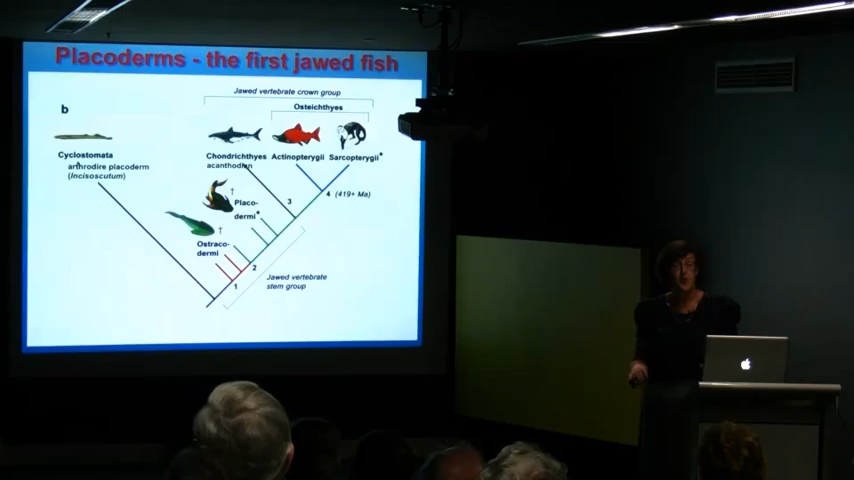 Placoderms - the first jawed fish
Jawed vertebrate crown group
b
Osteichthyes
Cyclostomata
arthrodire placoderm
(Incisoscutum)
Chondrichthyes
acanthodian
Actinopterygii
Sarcopterygii*
†
Placo-
dermi*
3
4 (419+ Ma)
†
Ostraco-
dermi
2
1
Jawed vertebrate
stem group